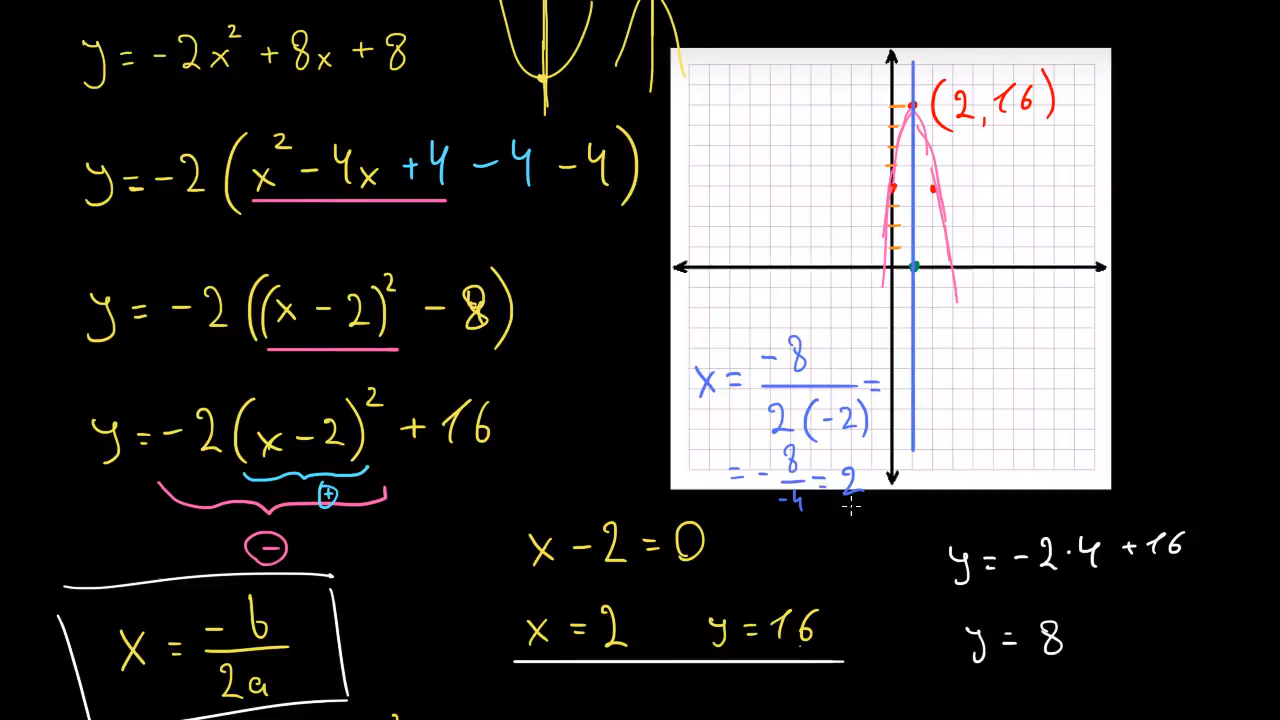 y = -2x² + 8x + 8
y = -2(x² - 4x + 4 - 4 - 4)
y = -2((x - 2)² - 8)
y = -2(x - 2)² + 16
+
-
x = -b / 2a
(2, 16)
x = -8 / 2(-2) =
= - 8 / -4 = 2
x - 2 = 0
x = 2 y = 16
y = -2 · 4 + 16
y = 8